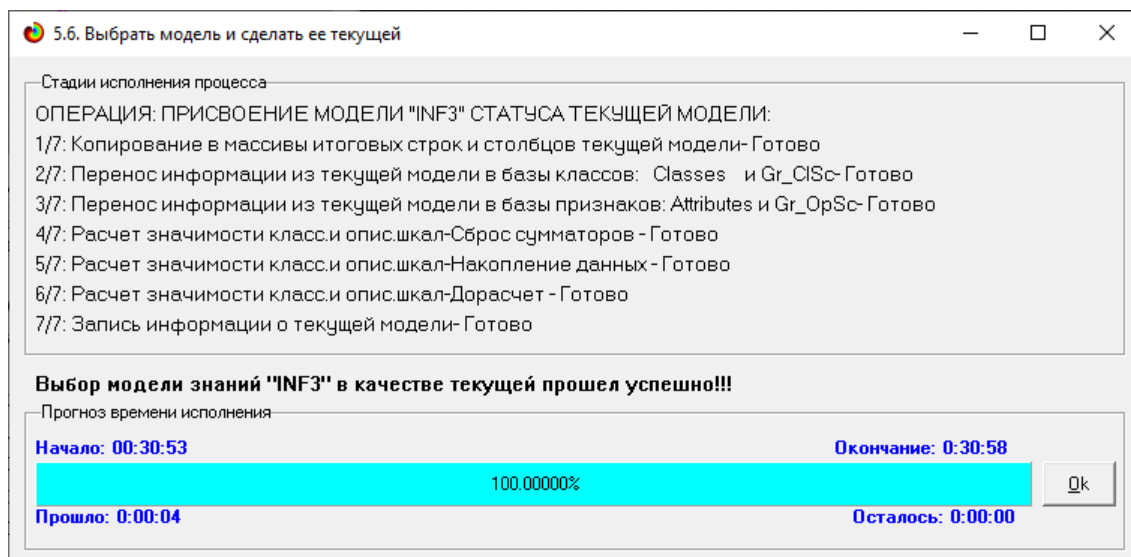 5.6. Выбрать модель и сделать ее текущей
Стадии исполнения процесса
ОПЕРАЦИЯ: ПРИСВОЕНИЕ МОДЕЛИ "INF3" СТАТУСА ТЕКУЩЕЙ МОДЕЛИ:
1/7: Копирование в массивы итоговых строк и столбцов текущей модели- Готово
2/7: Перенос информации из текущей модели в базы классов: Classes и Gr_ClSc- Готово
3/7: Перенос информации из текущей модели в базы признаков: Attributes и Gr_OpSc- Готово
4/7: Расчет значимости класс.и опис.шкал-Сброс сумматоров - Готово
5/7: Расчет значимости класс.и опис.шкал-Накопление данных - Готово
6/7: Расчет значимости класс.и опис.шкал-Дорасчет - Готово
7/7: Запись информации о текущей модели- Готово
Выбор модели знаний "INF3" в качестве текущей прошел успешно!!!
Прогноз времени исполнения
Начало: 00:30:53 Окончание: 0:30:58
100.00000% Ok
Прошло: 0:00:04 Осталось: 0:00:00